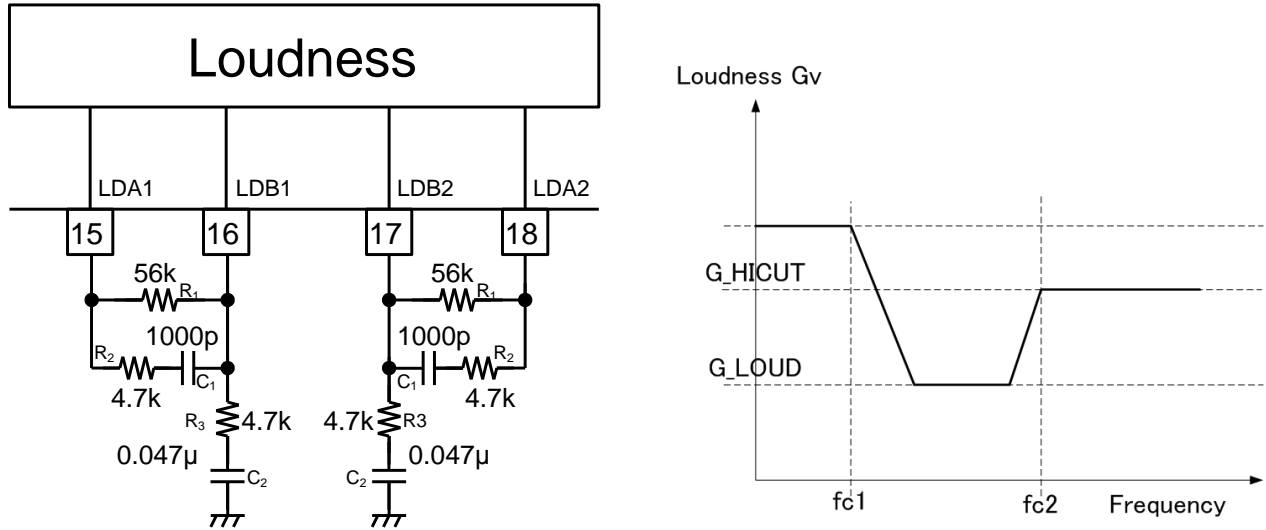 Loudness
LDA1 LDB1 LDB2 LDA2
15 16 17 18
56k 56k
R₁ R₁
1000p 1000p
R₂ C₁ C₁ R₂
4.7k 4.7k
R₃ 4.7k 4.7k R3
0.047μ 0.047μ
C₂ C₂
Loudness Gv
G_HICUT
G_LOUD
fc1 fc2 Frequency